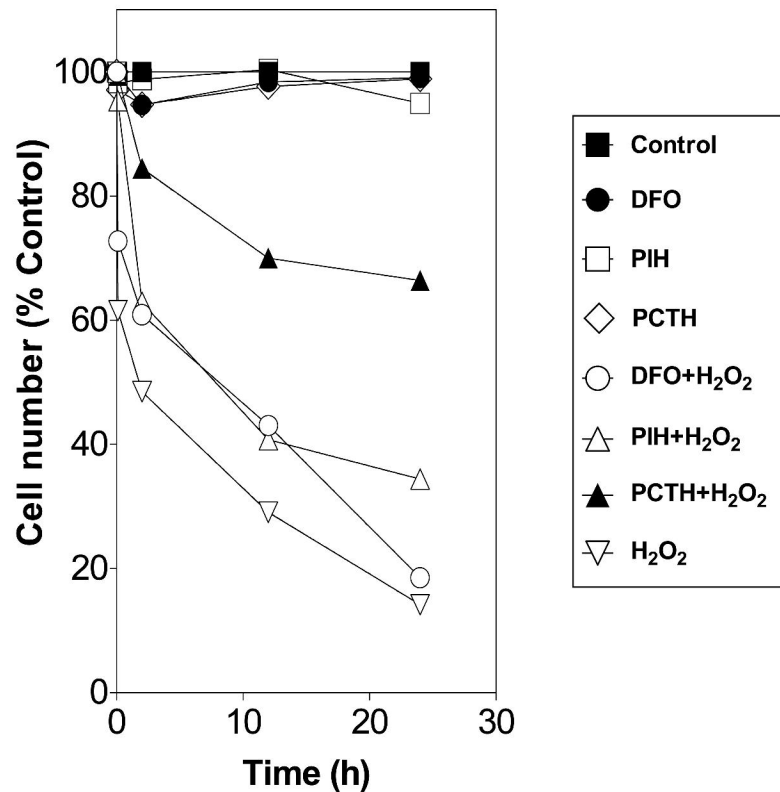 Cell number (% Control)
100
80
60
40
20
0
0
10
20
30
Time (h)
Control
DFO
PIH
PCTH
DFO+H₂O₂
PIH+H₂O₂
PCTH+H₂O₂
H₂O₂